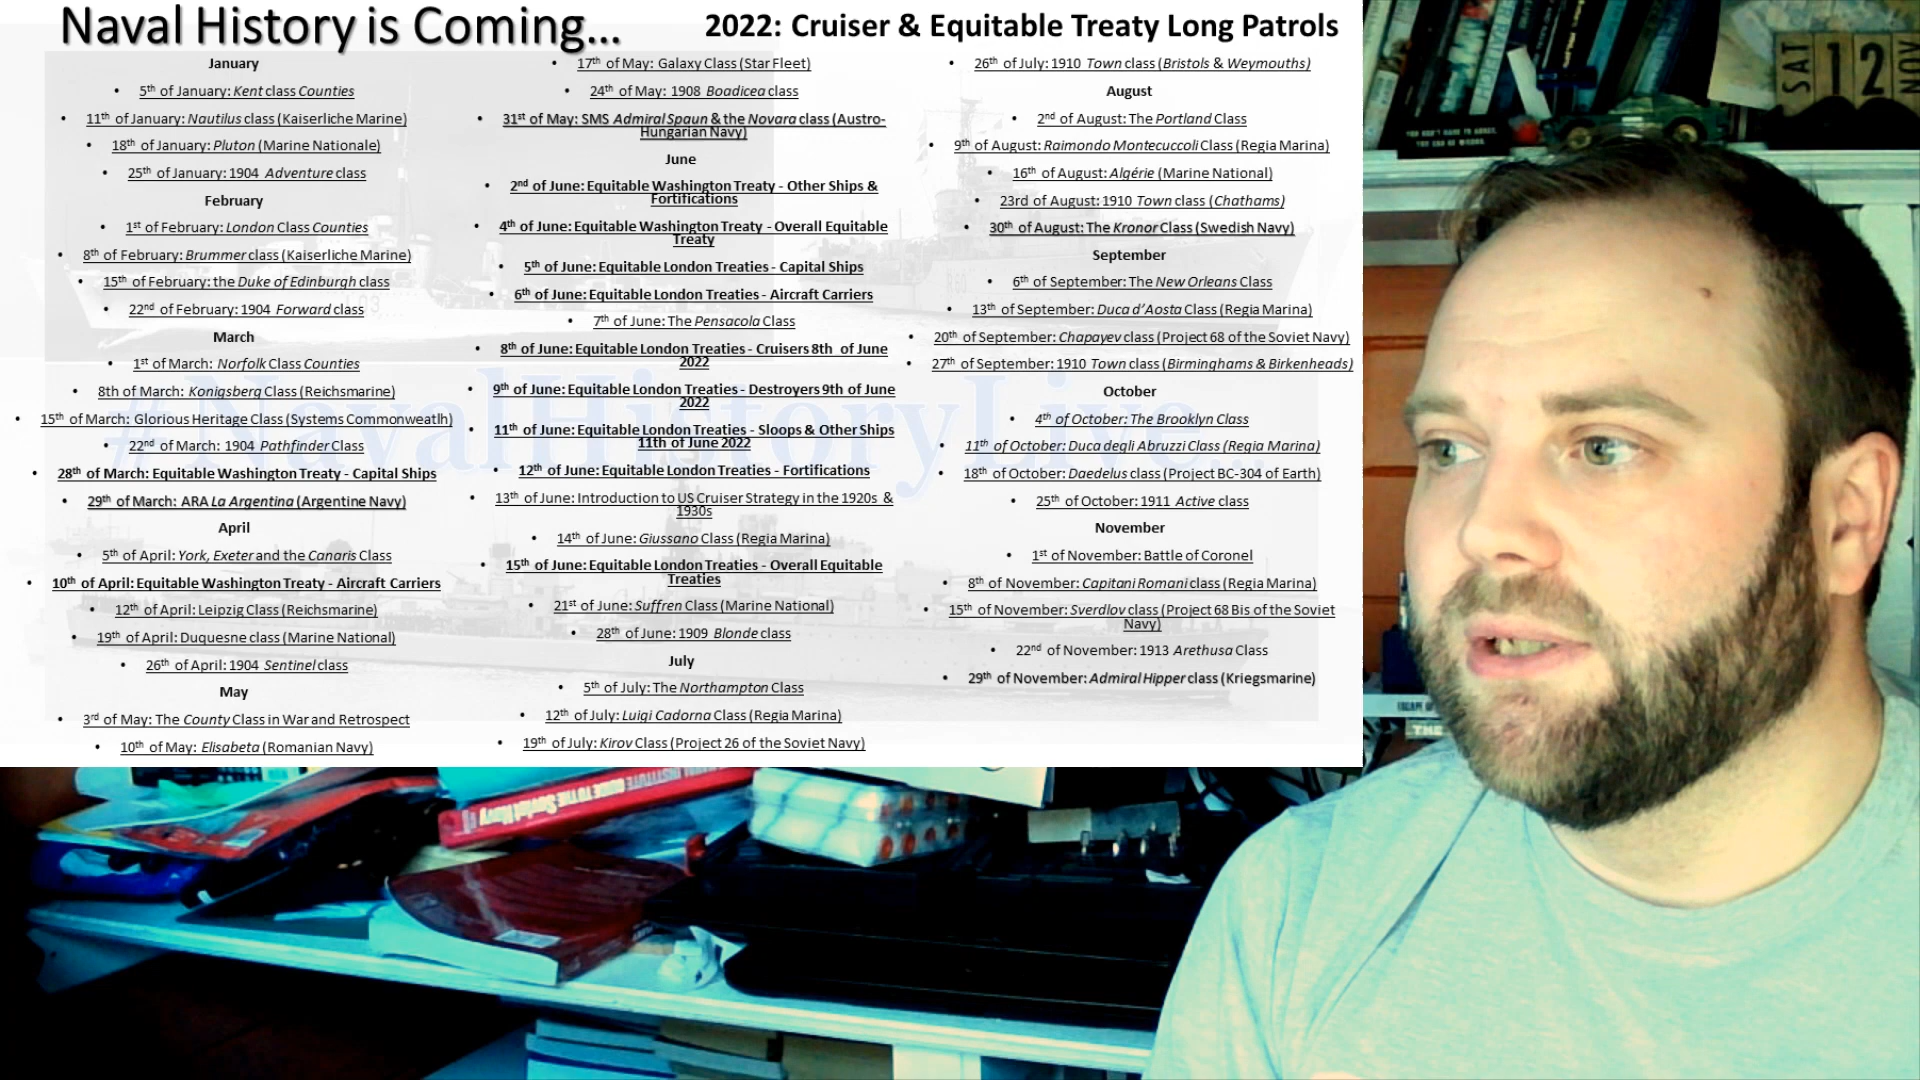 Naval History is Coming...
2022: Cruiser & Equitable Treaty Long Patrols
January
• 5th of January: Kent class Counties
• 11th of January: Nautilus class (Kaiserliche Marine)
• 18th of January: Pluton (Marine Nationale)
• 25th of January: 1904 Adventure class
February
• 1st of February: London Class Counties
• 8th of February: Brummer class (Kaiserliche Marine)
• 15th of February: the Duke of Edinburgh class
• 22nd of February: 1904 Forward class
March
• 1st of March: Norfolk Class Counties
• 8th of March: Konigsberg Class (Reichsmarine)
• 15th of March: Glorious Heritage Class (Systems Commonweatlh)
• 22nd of March: 1904 Pathfinder Class
• 28th of March: Equitable Washington Treaty - Capital Ships
• 29th of March: ARA La Argentina (Argentine Navy)
April
• 5th of April: York, Exeter and the Canaris Class
• 10th of April: Equitable Washington Treaty - Aircraft Carriers
• 12th of April: Leipzig Class (Reichsmarine)
• 19th of April: Duquesne class (Marine National)
• 26th of April: 1904 Sentinel class
May
• 3rd of May: The County Class in War and Retrospect
• 10th of May: Elisabeta (Romanian Navy)
• 17th of May: Galaxy Class (Star Fleet)
• 24th of May: 1908 Boadicea class
• 31st of May: SMS Admiral Spaun & the Novara class (Austro-
Hungarian Navy)
June
• 2nd of June: Equitable Washington Treaty - Other Ships &
Fortifications
• 4th of June: Equitable Washington Treaty - Overall Equitable
Treaty
• 5th of June: Equitable London Treaties - Capital Ships
• 6th of June: Equitable London Treaties - Aircraft Carriers
• 7th of June: The Pensacola Class
• 8th of June: Equitable London Treaties - Cruisers 8th of June
2022
• 9th of June: Equitable London Treaties - Destroyers 9th of June
2022
• 11th of June: Equitable London Treaties - Sloops & Other Ships
11th of June 2022
• 12th of June: Equitable London Treaties - Fortifications
• 13th of June: Introduction to US Cruiser Strategy in the 1920s &
1930s
• 14th of June: Giussano Class (Regia Marina)
• 15th of June: Equitable London Treaties - Overall Equitable
Treaties
• 21st of June: Suffren Class (Marine National)
• 28th of June: 1909 Blonde class
July
• 5th of July: The Northampton Class
• 12th of July: Luigi Cadorna Class (Regia Marina)
• 19th of July: Kirov Class (Project 26 of the Soviet Navy)
• 26th of July: 1910 Town class (Bristols & Weymouths)
August
• 2nd of August: The Portland Class
• 9th of August: Raimondo Montecuccoli Class (Regia Marina)
• 16th of August: Algérie (Marine National)
• 23rd of August: 1910 Town class (Chathams)
• 30th of August: The Kronor Class (Swedish Navy)
September
• 6th of September: The New Orleans Class
• 13th of September: Duca d'Aosta Class (Regia Marina)
• 20th of September: Chapayev class (Project 68 of the Soviet Navy)
• 27th of September: 1910 Town class (Birminghams & Birkenheads)
October
• 4th of October: The Brooklyn Class
• 11th of October: Duca degli Abruzzi Class (Regia Marina)
• 18th of October: Daedelus class (Project BC-304 of Earth)
• 25th of October: 1911 Active class
November
• 1st of November: Battle of Coronel
• 8th of November: Capitani Romani class (Regia Marina)
• 15th of November: Sverdlov class (Project 68 Bis of the Soviet
Navy)
• 22nd of November: 1913 Arethusa Class
• 29th of November: Admiral Hipper class (Kriegsmarine)
#NavalHistoryLive...
SAT
12
NOV
YOU DON'T HAVE TO
GUIDE TO THE Soviet Navy
THE